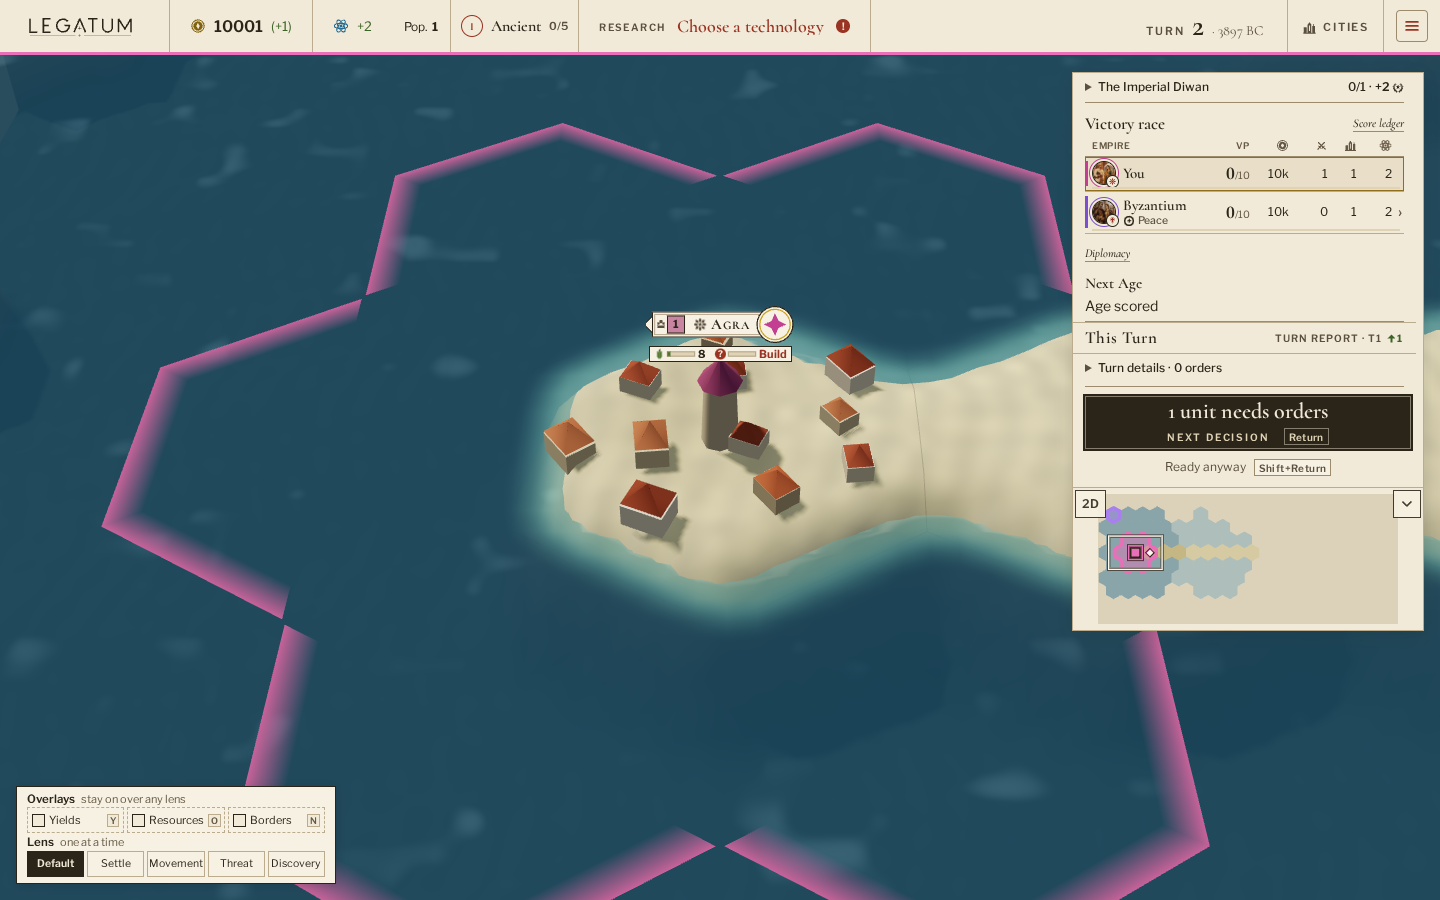 LEGATUM
10001 (+1)
+2
Pop. 1
I Ancient 0/5
RESEARCH Choose a technology !
TURN 2 · 3897 BC
CITIES
The Imperial Diwan 0/1 · +2
Victory race Score ledger
EMPIRE VP
You 0/10 10k 1 1 2
Byzantium 0/10 10k 0 1 2 ›
Peace
Diplomacy
Next Age
Age scored
This Turn TURN REPORT · T1 1
Turn details · 0 orders
1 unit needs orders
NEXT DECISION Return
Ready anyway Shift+Return
2D
1 AGRA
8 ? Build
Overlays stay on over any lens
Yields Y Resources O Borders N
Lens one at a time
Default Settle Movement Threat Discovery